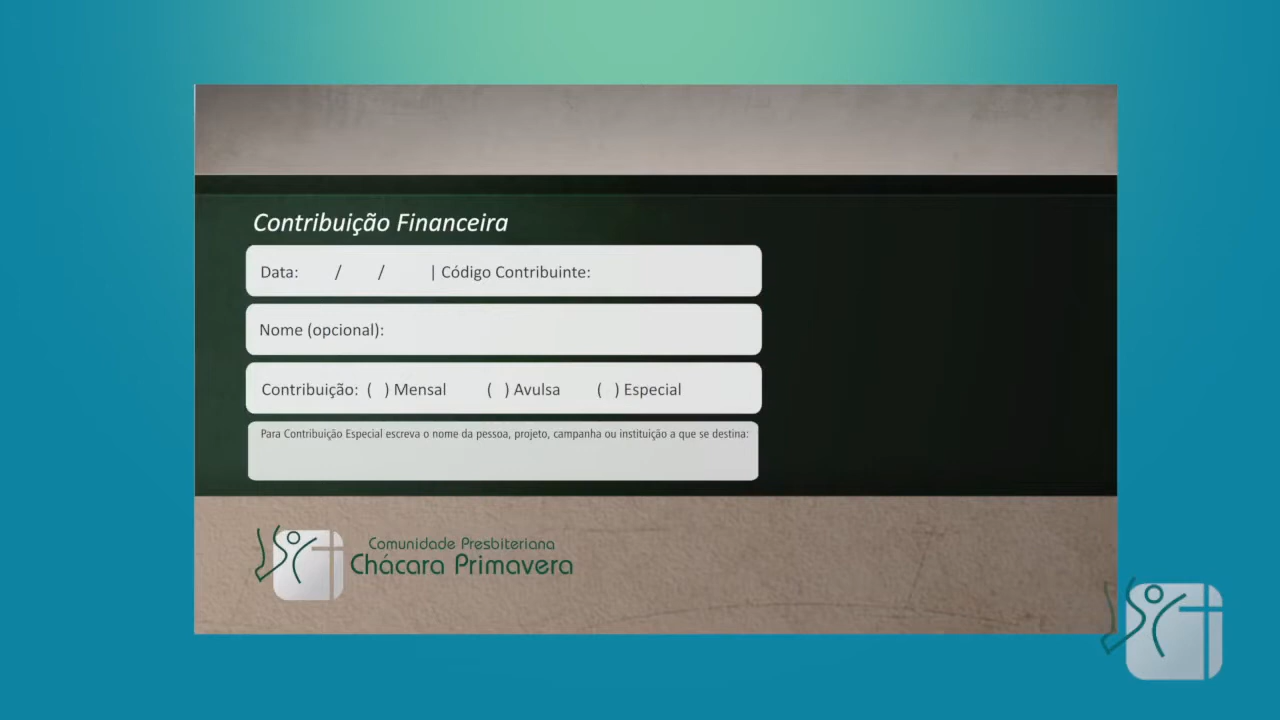 Contribuição Financeira
Data: / / | Código Contribuinte:
Nome (opcional):
Contribuição: ( ) Mensal ( ) Avulsa ( ) Especial
Para Contribuição Especial escreva o nome da pessoa, projeto, campanha ou instituição a que se destina:
Comunidade Presbiteriana
Chácara Primavera